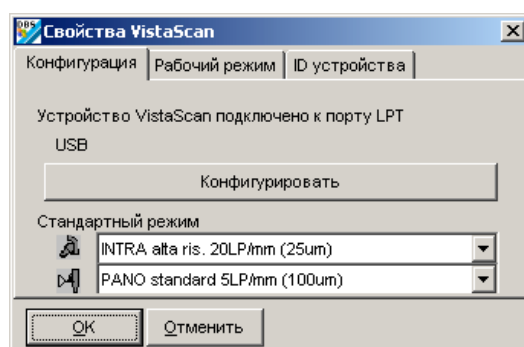 DBS
Свойства VistaScan
Конфигурация Рабочий режим ID устройства
Устройство VistaScan подключено к порту LPT
USB
Конфигурировать
Стандартный режим
INTRA alta ris. 20LP/mm (25um)
PANO standard 5LP/mm (100um)
OK Отменить